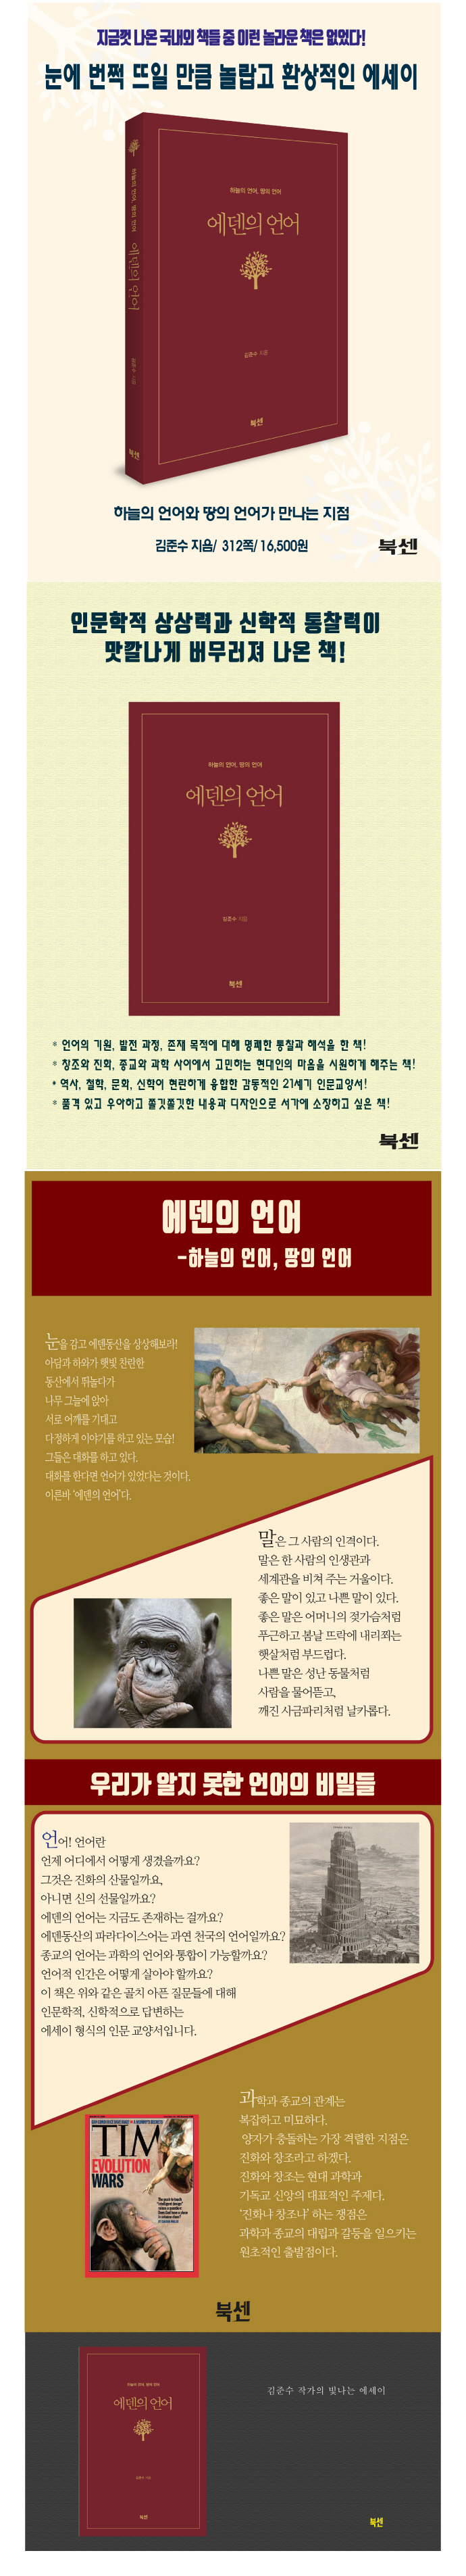 지금껏 나온 국내외 책들 중 이런 놀라운 책은 없었다!
눈에 번쩍 뜨일 만큼 놀랍고 환상적인 에세이
하늘의 언어, 땅의 언어
에덴의 언어
김준수 지음
북센
하늘의 언어, 땅의 언어
에덴의 언어
김준수 지음
북센
하늘의 언어와 땅의 언어가 만나는 지점
김준수 지음/ 312쪽/ 16,500원
북센
인문학적 상상력과 신학적 통찰력이
맛깔나게 버무러져 나온 책!
하늘의 언어, 땅의 언어
에덴의 언어
김준수 지음
북센
* 언어의 기원, 발전 과정, 존재 목적에 대해 명쾌한 통찰과 해석을 한 책!
* 창조와 진화, 종교와 과학 사이에서 고민하는 현대인의 마음을 시원하게 해주는 책!
* 역사, 철학, 문화, 신학이 현란하게 융합한 감동적인 21세기 인문교양서!
* 품격 있고 우아하고 쫄깃쫄깃한 내용과 디자인으로 서가에 소장하고 싶은 책!
북센
에덴의 언어
-하늘의 언어, 땅의 언어
눈을 감고 에덴동산을 상상해보라!
아담과 하와가 햇빛 찬란한
동산에서 뛰놀다가
나무 그늘에 앉아
서로 어깨를 기대고
다정하게 이야기를 하고 있는 모습!
그들은 대화를 하고 있다.
대화를 한다면 언어가 있었다는 것이다.
이른바 ‘에덴의 언어’다.
말은 그 사람의 인격이다.
말은 한 사람의 인생관과
세계관을 비쳐 주는 거울이다.
좋은 말이 있고 나쁜 말이 있다.
좋은 말은 어머니의 젖가슴처럼
푸근하고 봄날 뜨락에 내리쬐는
햇살처럼 부드럽다.
나쁜 말은 성난 동물처럼
사람을 물어뜯고,
깨진 사금파리처럼 날카롭다.
우리가 알지 못한 언어의 비밀들
언어! 언어란
언제 어디에서 어떻게 생겼을까요?
그것은 진화의 산물일까요,
아니면 신의 선물일까요?
에덴의 언어는 지금도 존재하는 걸까요?
에덴동산의 파라다이스어는 과연 천국의 언어일까요?
종교의 언어는 과학의 언어와 통합이 가능할까요?
언어적 인간은 어떻게 살아야 할까요?
이 책은 위와 같은 골치 아픈 질문들에 대해
인문학적, 신학적으로 답변하는
에세이 형식의 인문 교양서입니다.
과학과 종교의 관계는
복잡하고 미묘하다.
양자가 충돌하는 가장 격렬한 지점은
진화와 창조라고 하겠다.
진화와 창조는 현대 과학과
기독교 신앙의 대표적인 주제다.
‘진화냐 창조냐’ 하는 쟁점은
과학과 종교의 대립과 갈등을 일으키는
원초적인 출발점이다.
TIM
EVOLUTION
WARS
북센
하늘의 언어, 땅의 언어
에덴의 언어
김준수 지음
북센
김준수 작가의 빛나는 에세이
북센